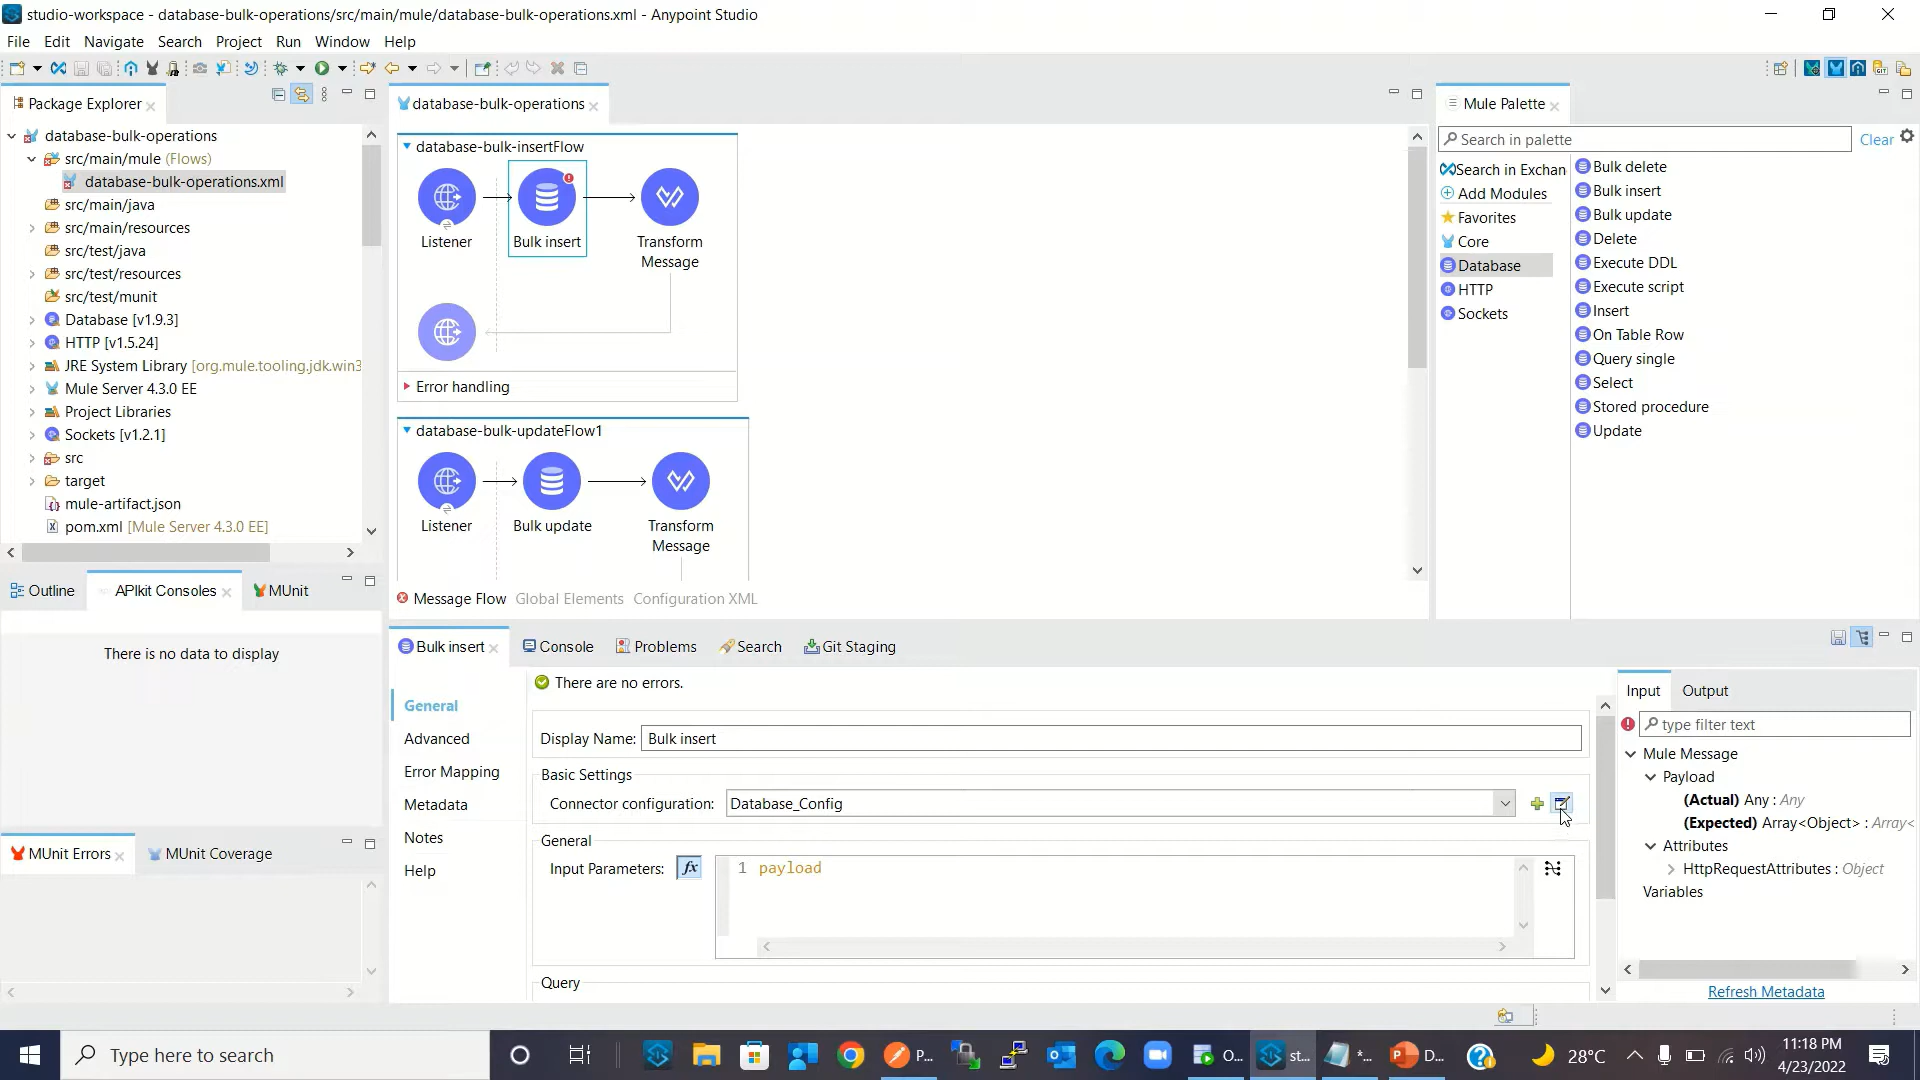 studio-workspace - database-bulk-operations/src/main/mule/database-bulk-operations.xml - Anypoint Studio
File Edit Navigate Search Project Run Window Help
Package Explorer
database-bulk-operations
src/main/mule (Flows)
database-bulk-operations.xml
src/main/java
src/main/resources
src/test/java
src/test/resources
src/test/munit
Database [v1.9.3]
HTTP [v1.5.24]
JRE System Library [org.mule.tooling.jdk.win3
Mule Server 4.3.0 EE
Project Libraries
Sockets [v1.2.1]
src
target
mule-artifact.json
pom.xml [Mule Server 4.3.0 EE]
Outline APIkit Consoles MUnit
There is no data to display
MUnit Errors MUnit Coverage
database-bulk-operations
database-bulk-insertFlow
Listener Bulk insert Transform
Message
Error handling
database-bulk-updateFlow1
Listener Bulk update Transform
Message
Message Flow Global Elements Configuration XML
Mule Palette
Search in palette Clear
Search in Exchan
Add Modules
Favorites
Core
Database
HTTP
Sockets
Bulk delete
Bulk insert
Bulk update
Delete
Execute DDL
Execute script
Insert
On Table Row
Query single
Select
Stored procedure
Update
Bulk insert Console Problems Search Git Staging
There are no errors.
General
Advanced
Error Mapping
Metadata
Notes
Help
Display Name: Bulk insert
Basic Settings
Connector configuration: Database_Config
General
Input Parameters: fx 1 payload
Query
Input Output
type filter text
Mule Message
Payload
(Actual) Any : Any
(Expected) Array<Object> : Array<
Attributes
HttpRequestAttributes : Object
Variables
Refresh Metadata
Type here to search
P... O... st... *... D...
28°C
11:18 PM
4/23/2022